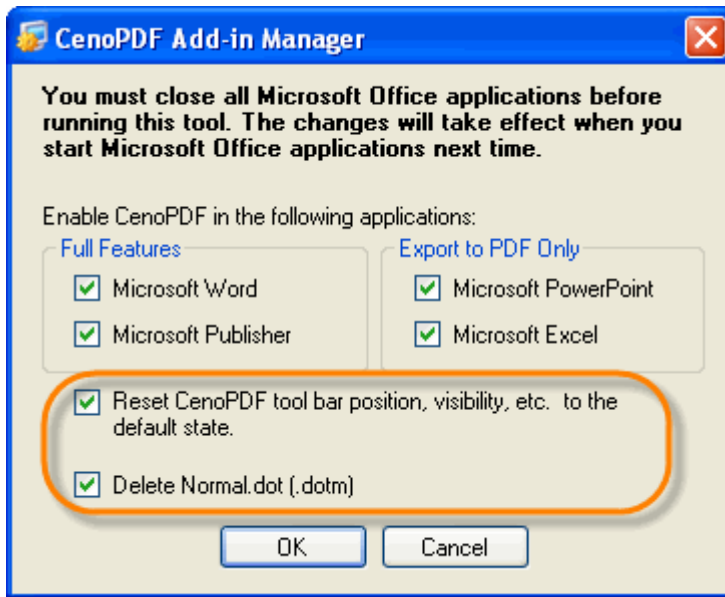 CenoPDF Add-in Manager
You must close all Microsoft Office applications before
running this tool. The changes will take effect when you
start Microsoft Office applications next time.
Enable CenoPDF in the following applications:
Full Features
Microsoft Word
Microsoft Publisher
Export to PDF Only
Microsoft PowerPoint
Microsoft Excel
Reset CenoPDF tool bar position, visibility, etc. to the
default state.
Delete Normal.dot (.dotm)
OK
Cancel